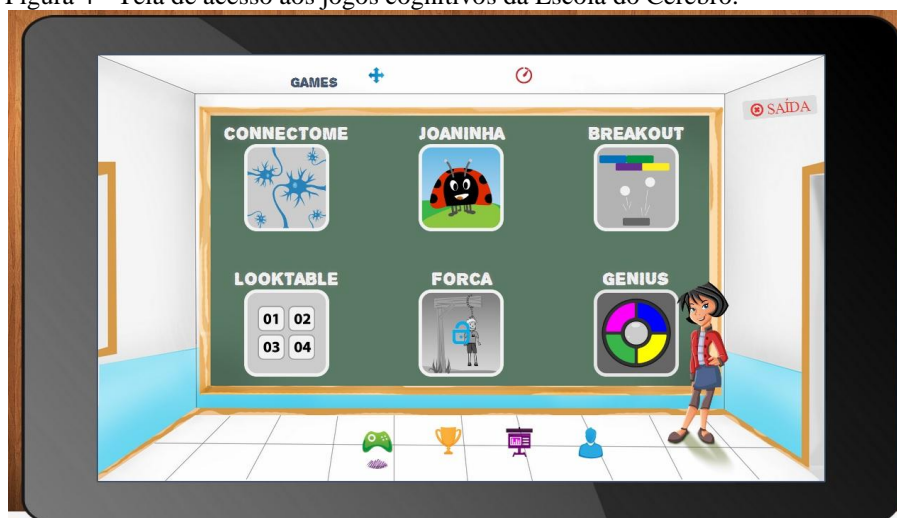 Figura 4 - Tela de acesso aos jogos cognitivos da Escola do Cérebro.
GAMES
SAÍDA
CONNECTOME JOANINHA BREAKOUT
LOOKTABLE FORCA GENIUS
01 02
03 04